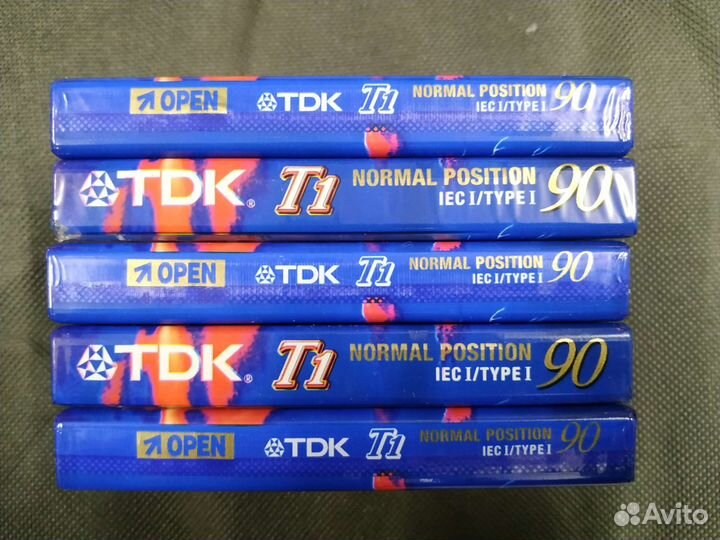 OPEN TDK T1 NORMAL POSITION 90
IEC I/TYPE I
TDK® T1 NORMAL POSITION 90
IEC I/TYPE I
OPEN TDK T1 NORMAL POSITION 90
IEC I/TYPE I
TDK® T1 NORMAL POSITION 90
IEC I/TYPE I
OPEN TDK T1 NORMAL POSITION 90
IEC I/TYPE I
Avito